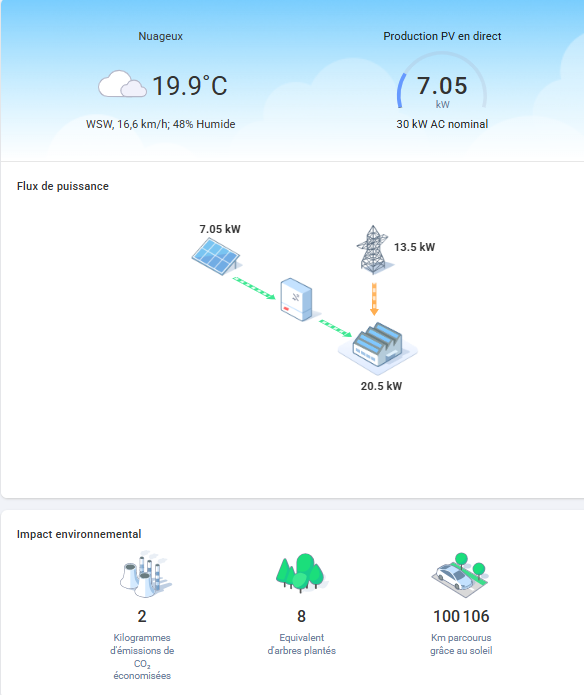 Nuageux
Production PV en direct
19.9°C
7.05
kW
WSW, 16,6 km/h; 48% Humide
30 kW AC nominal
Flux de puissance
7.05 kW
13.5 kW
20.5 kW
Impact environnemental
2
Kilogrammes
d'émissions de
CO₂
économisées
8
Equivalent
d'arbres plantés
100 106
Km parcourus
grâce au soleil